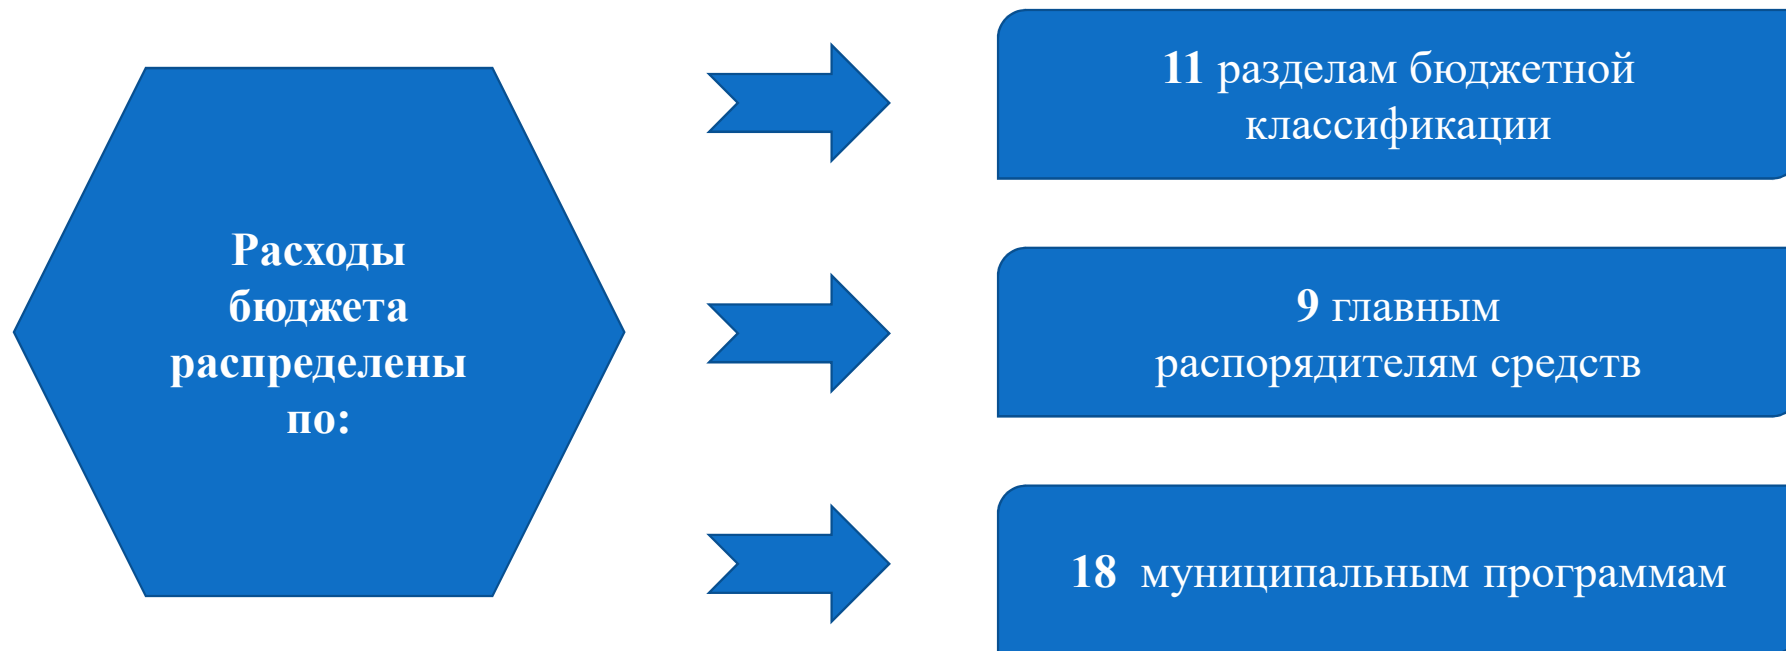 Расходы
бюджета
распределены
по:
11 разделам бюджетной
классификации
9 главным
распорядителям средств
18 муниципальным программам